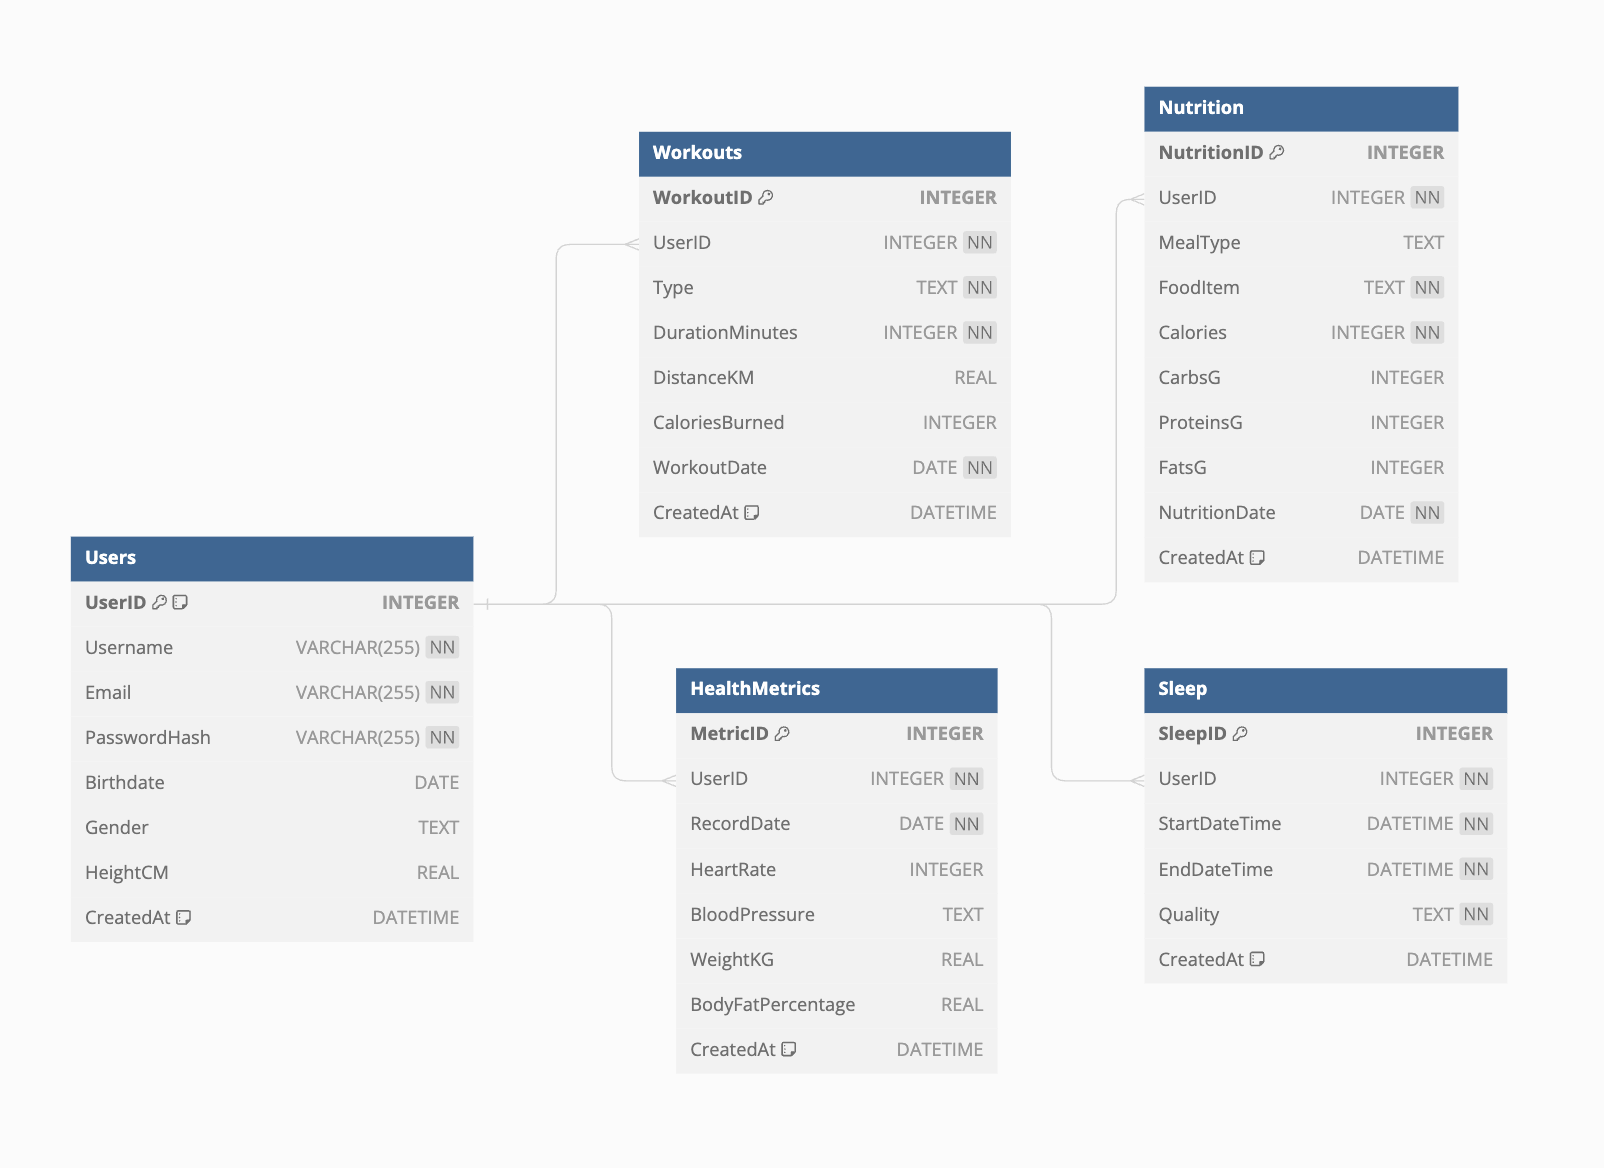 Users
UserID INTEGER
Username VARCHAR(255) NN
Email VARCHAR(255) NN
PasswordHash VARCHAR(255) NN
Birthdate DATE
Gender TEXT
HeightCM REAL
CreatedAt DATETIME
Workouts
WorkoutID INTEGER
UserID INTEGER NN
Type TEXT NN
DurationMinutes INTEGER NN
DistanceKM REAL
CaloriesBurned INTEGER
WorkoutDate DATE NN
CreatedAt DATETIME
HealthMetrics
MetricID INTEGER
UserID INTEGER NN
RecordDate DATE NN
HeartRate INTEGER
BloodPressure TEXT
WeightKG REAL
BodyFatPercentage REAL
CreatedAt DATETIME
Nutrition
NutritionID INTEGER
UserID INTEGER NN
MealType TEXT
FoodItem TEXT NN
Calories INTEGER NN
CarbsG INTEGER
ProteinsG INTEGER
FatsG INTEGER
NutritionDate DATE NN
CreatedAt DATETIME
Sleep
SleepID INTEGER
UserID INTEGER NN
StartDateTime DATETIME NN
EndDateTime DATETIME NN
Quality TEXT NN
CreatedAt DATETIME